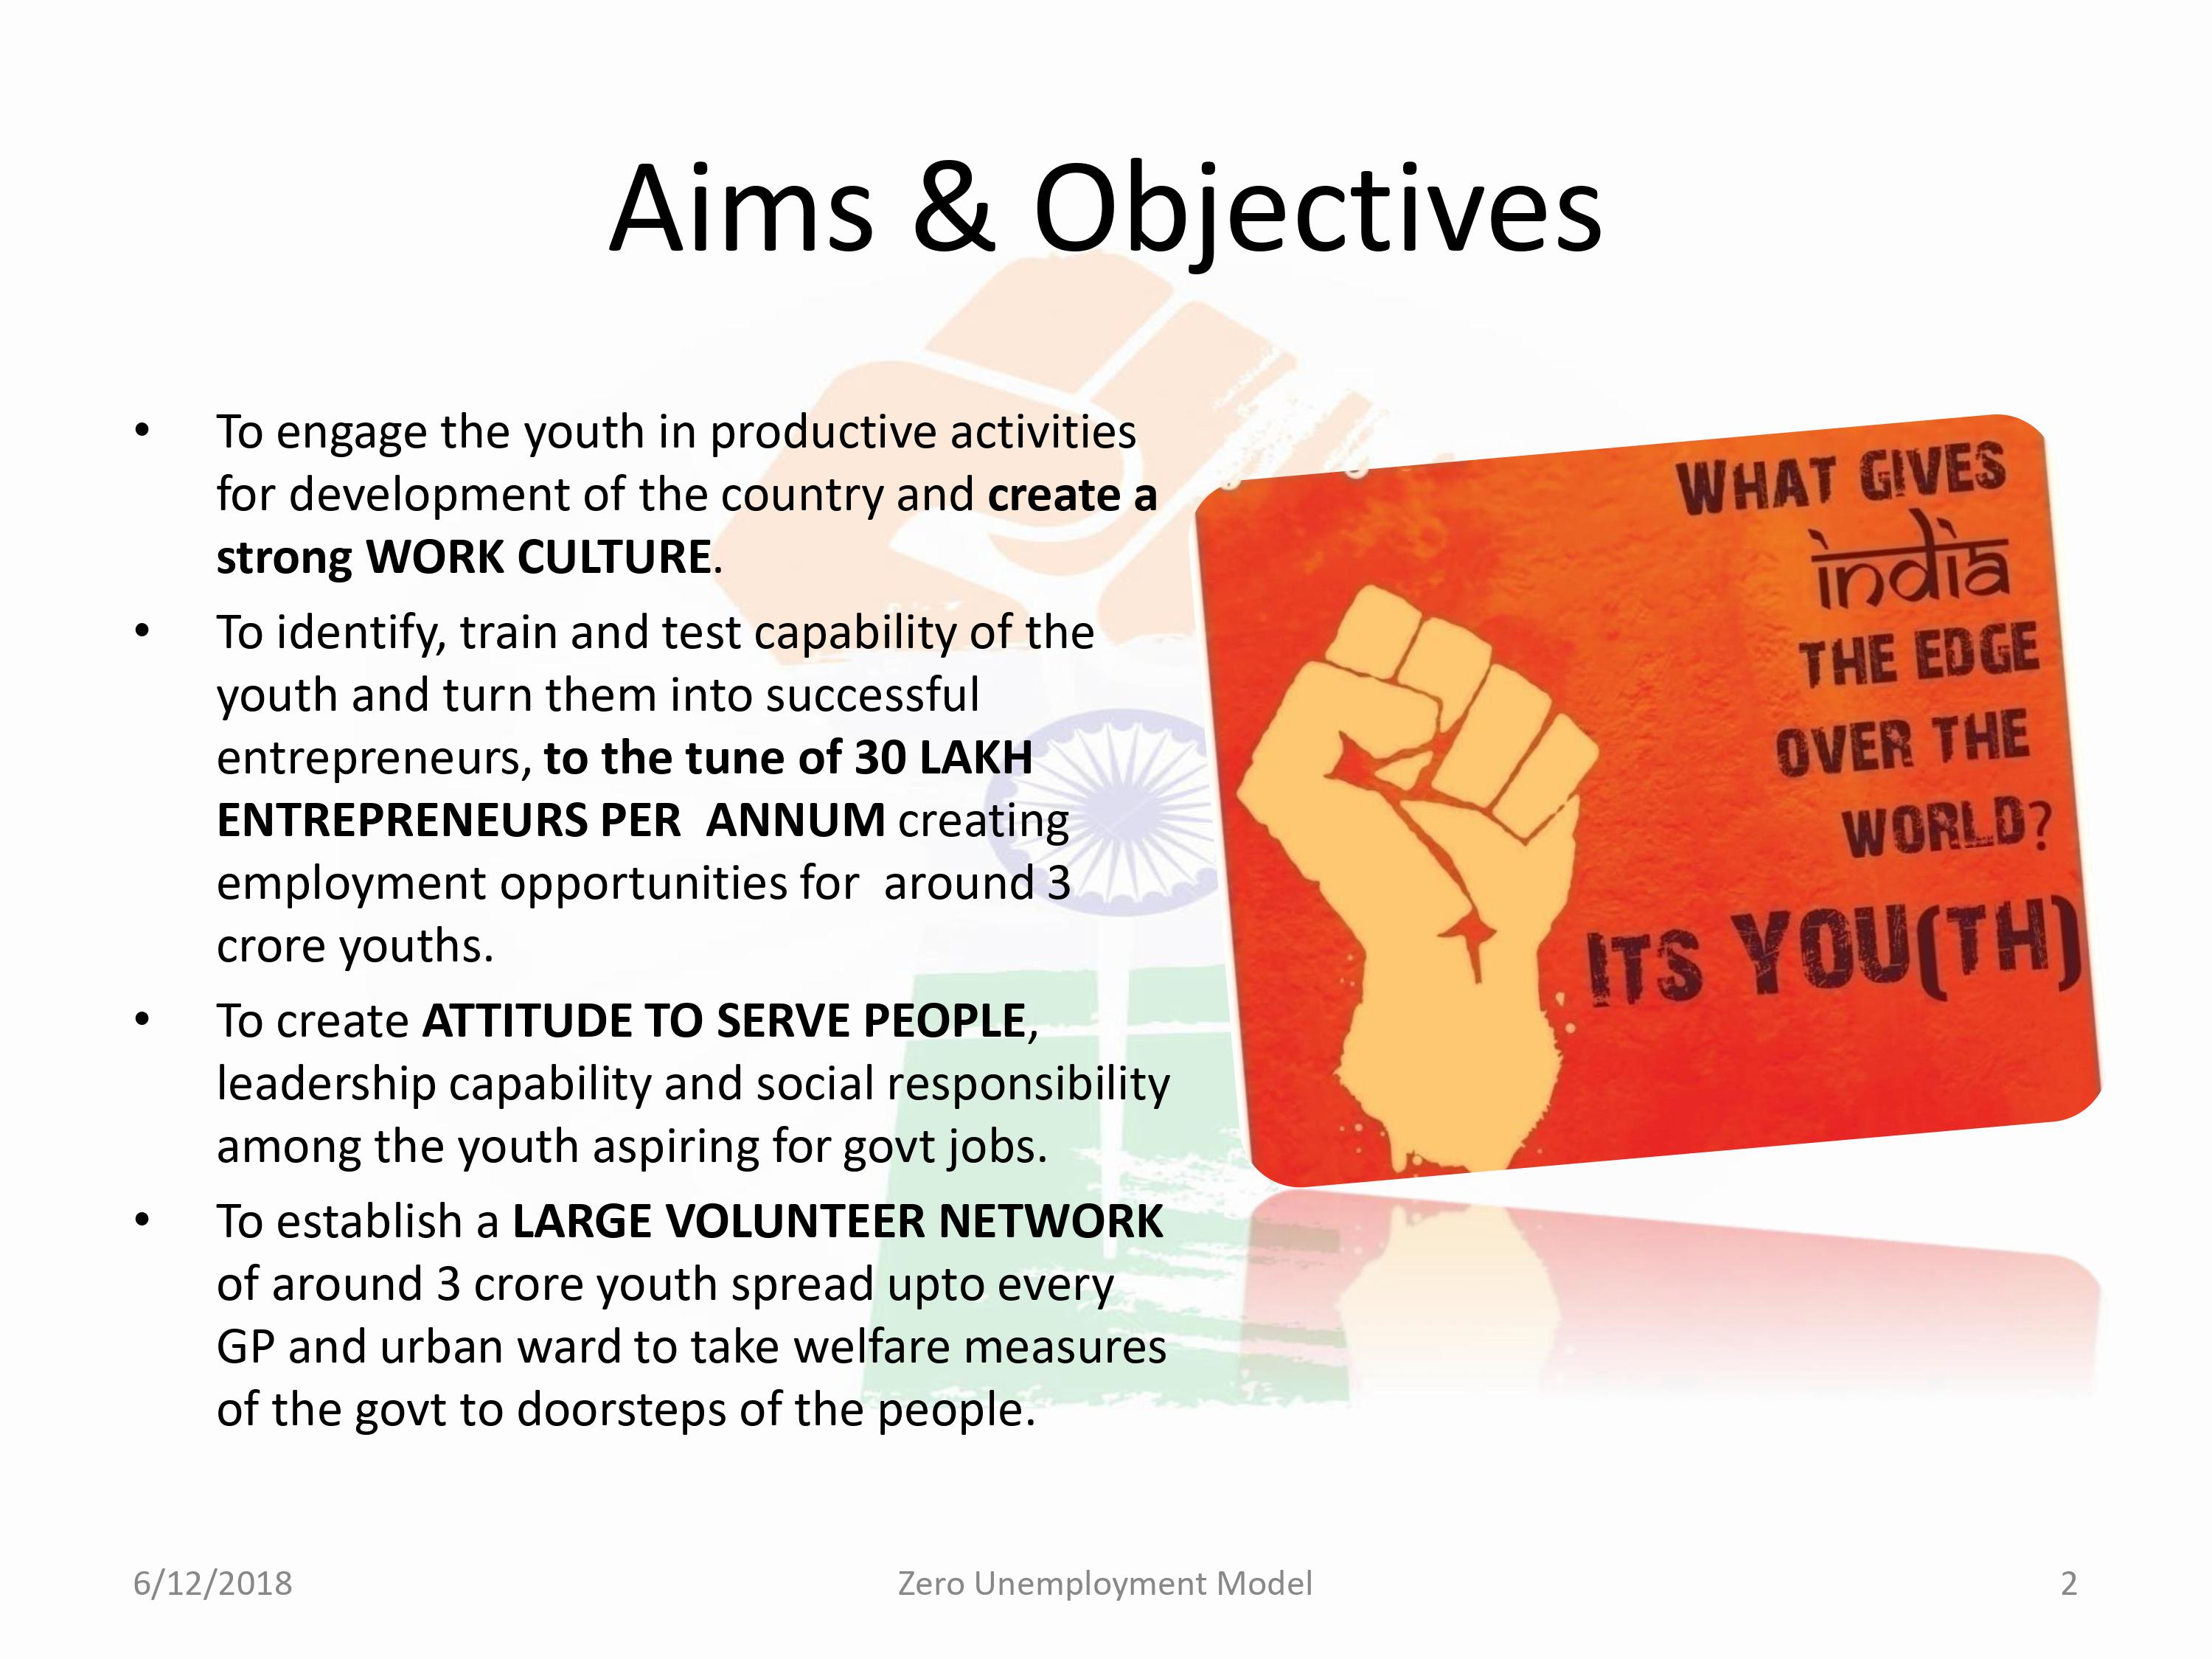 Aims & Objectives
• To engage the youth in productive activities
for development of the country and create a
strong WORK CULTURE.
• To identify, train and test capability of the
youth and turn them into successful
entrepreneurs, to the tune of 30 LAKH
ENTREPRENEURS PER  ANNUM creating
employment opportunities for  around 3
crore youths.
• To create ATTITUDE TO SERVE PEOPLE,
leadership capability and social responsibility
among the youth aspiring for govt jobs.
• To establish a LARGE VOLUNTEER NETWORK
of around 3 crore youth spread upto every
GP and urban ward to take welfare measures
of the govt to doorsteps of the people.
WHAT GIVES
india
THE EDGE
OVER THE
WORLD?
ITS YOU(TH)
6/12/2018
Zero Unemployment Model
2